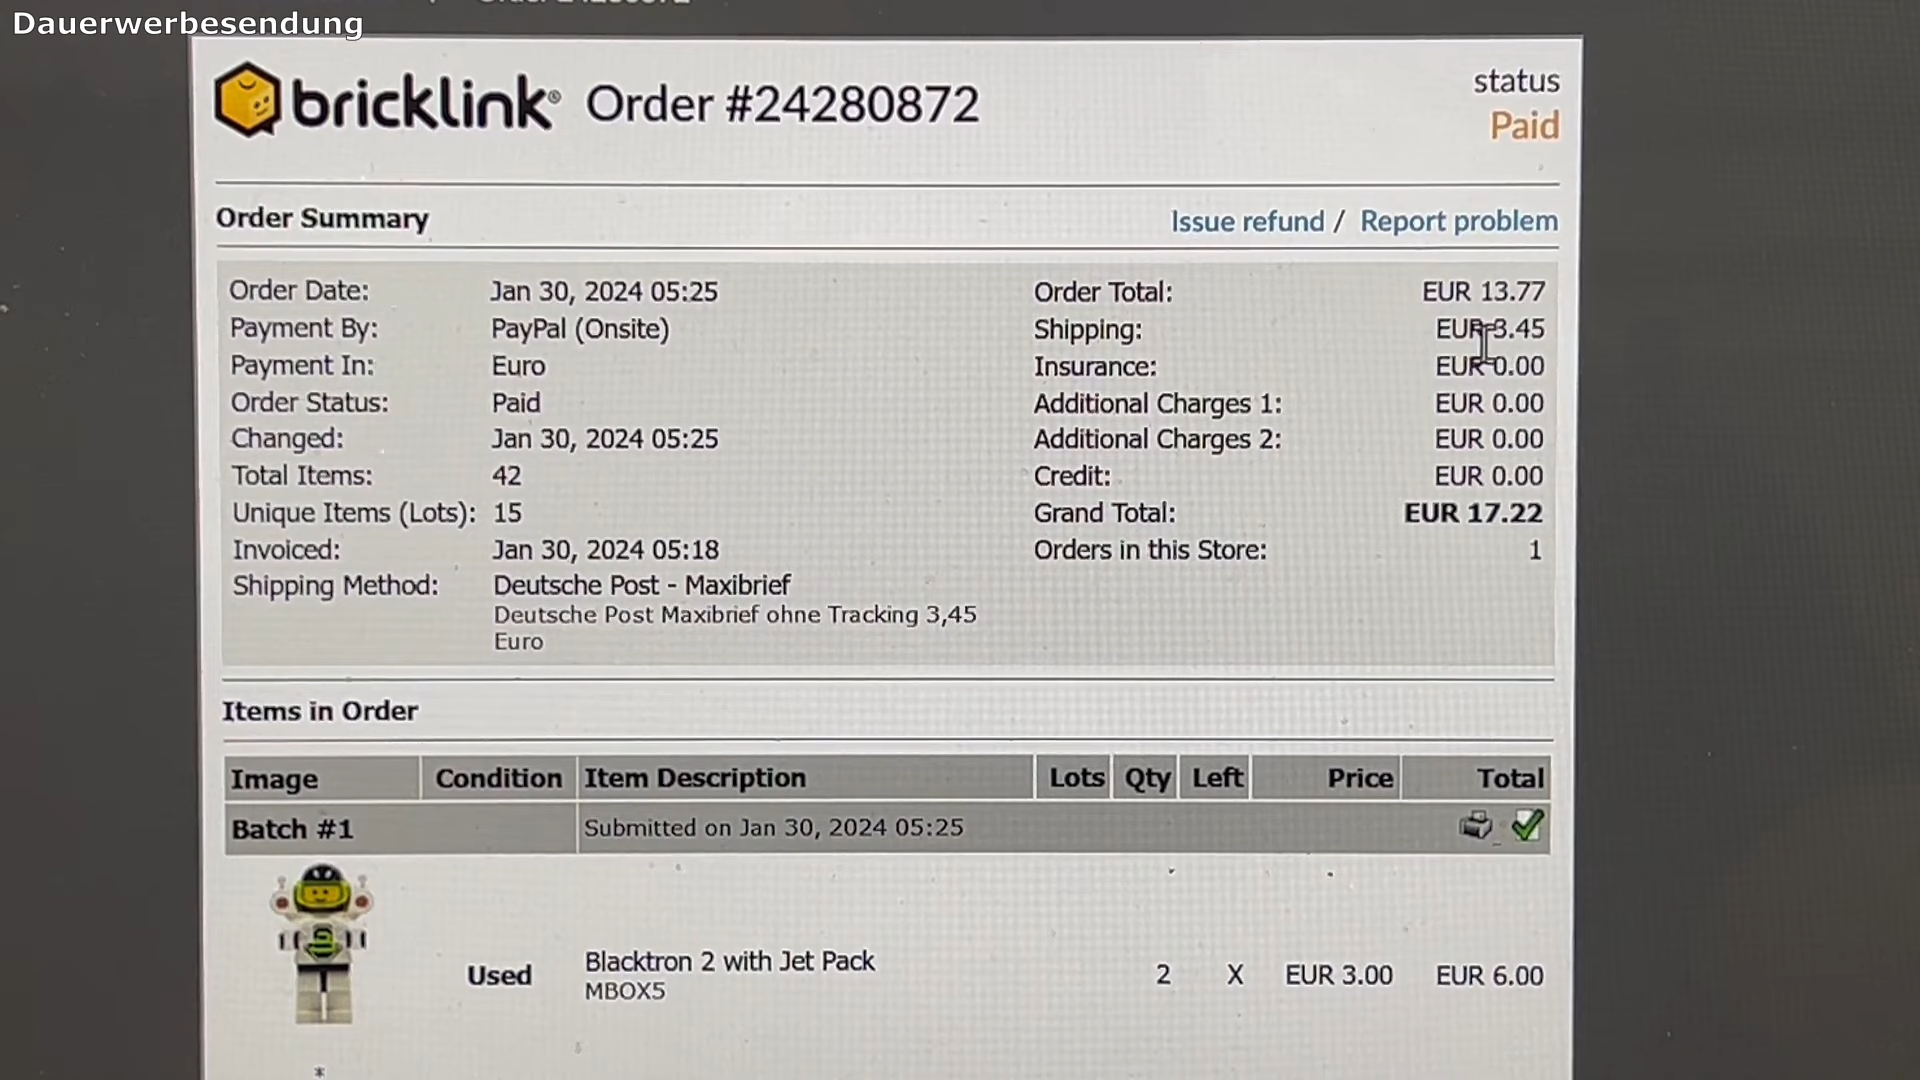 Dauerwerbesendung
bricklink® Order #24280872
status
Paid
Order Summary
Issue refund / Report problem
Order Date: Jan 30, 2024 05:25 Order Total: EUR 13.77
Payment By: PayPal (Onsite) Shipping: EUR 3.45
Payment In: Euro Insurance: EUR 0.00
Order Status: Paid Additional Charges 1: EUR 0.00
Changed: Jan 30, 2024 05:25 Additional Charges 2: EUR 0.00
Total Items: 42 Credit: EUR 0.00
Unique Items (Lots): 15 Grand Total: EUR 17.22
Invoiced: Jan 30, 2024 05:18 Orders in this Store: 1
Shipping Method: Deutsche Post - Maxibrief
Deutsche Post Maxibrief ohne Tracking 3,45
Euro
Items in Order
Image Condition Item Description Lots Qty Left Price Total
Batch #1 Submitted on Jan 30, 2024 05:25
Used Blacktron 2 with Jet Pack 2 X EUR 3.00 EUR 6.00
MBOX5
*